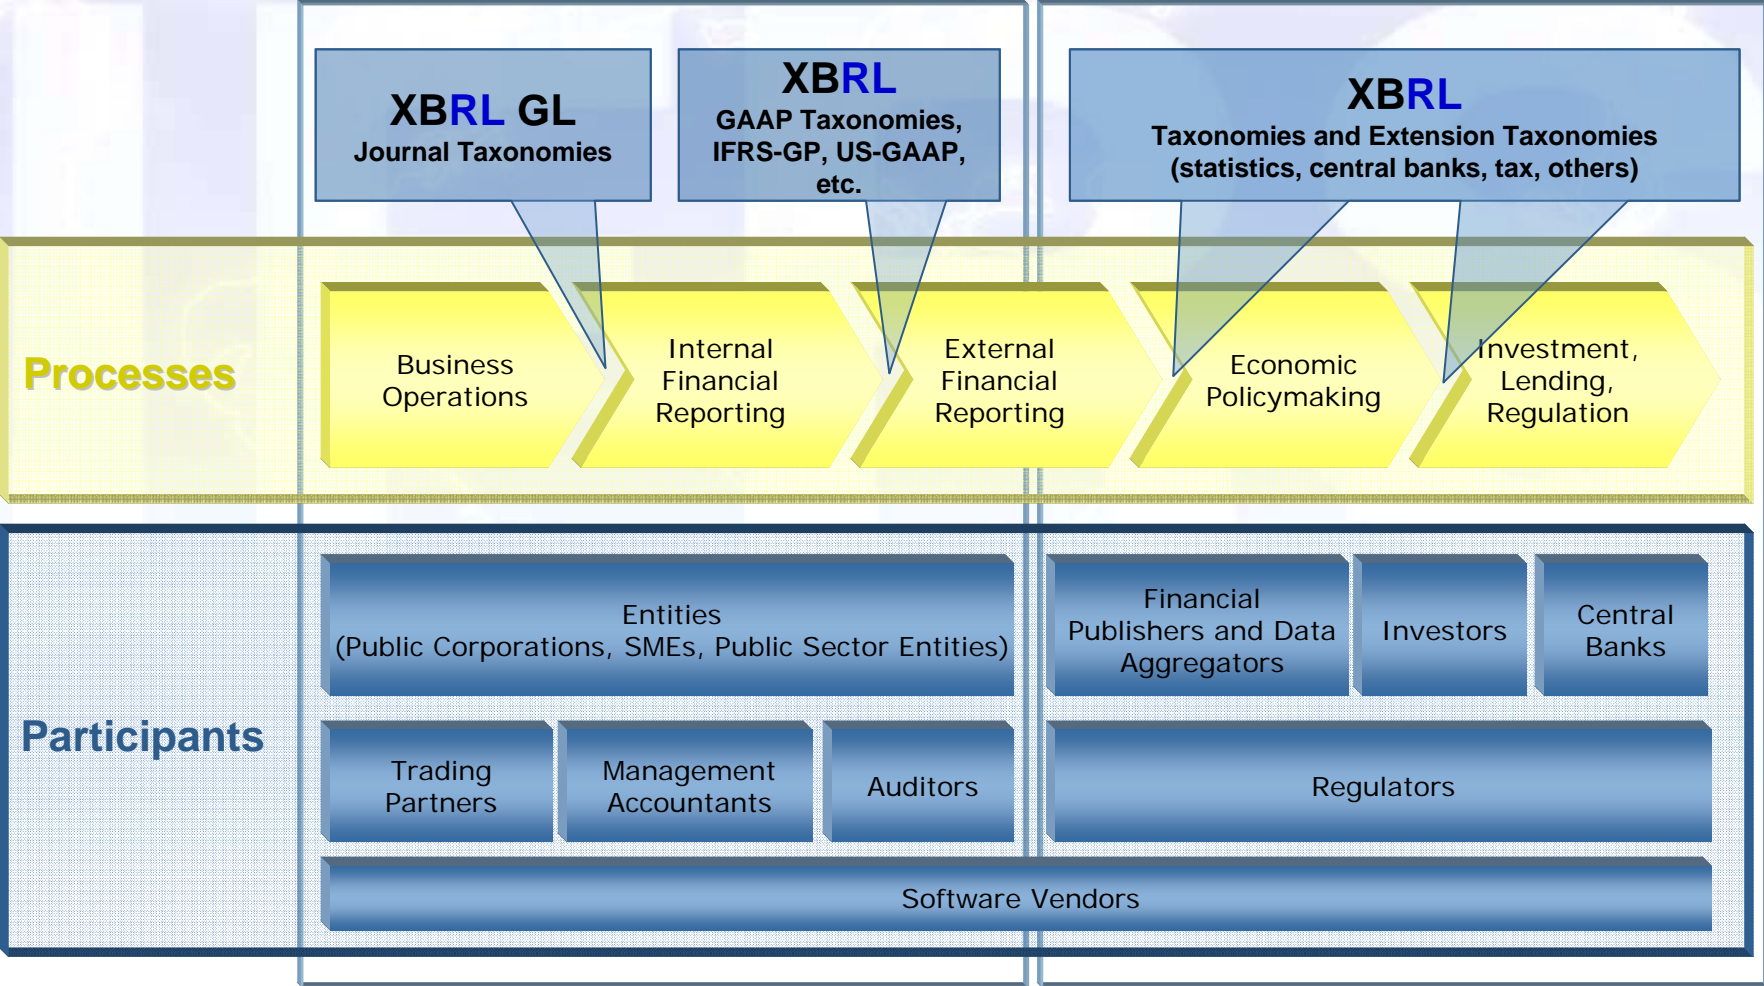 XBRL GL
Journal Taxonomies
XBRL
GAAP Taxonomies,
IFRS-GP, US-GAAP,
etc.
XBRL
Taxonomies and Extension Taxonomies
(statistics, central banks, tax, others)
Processes
Business
Operations
Internal
Financial
Reporting
External
Financial
Reporting
Economic
Policymaking
Investment,
Lending,
Regulation
Participants
Entities
(Public Corporations, SMEs, Public Sector Entities)
Financial
Publishers and Data
Aggregators
Investors
Central
Banks
Trading
Partners
Management
Accountants
Auditors
Regulators
Software Vendors